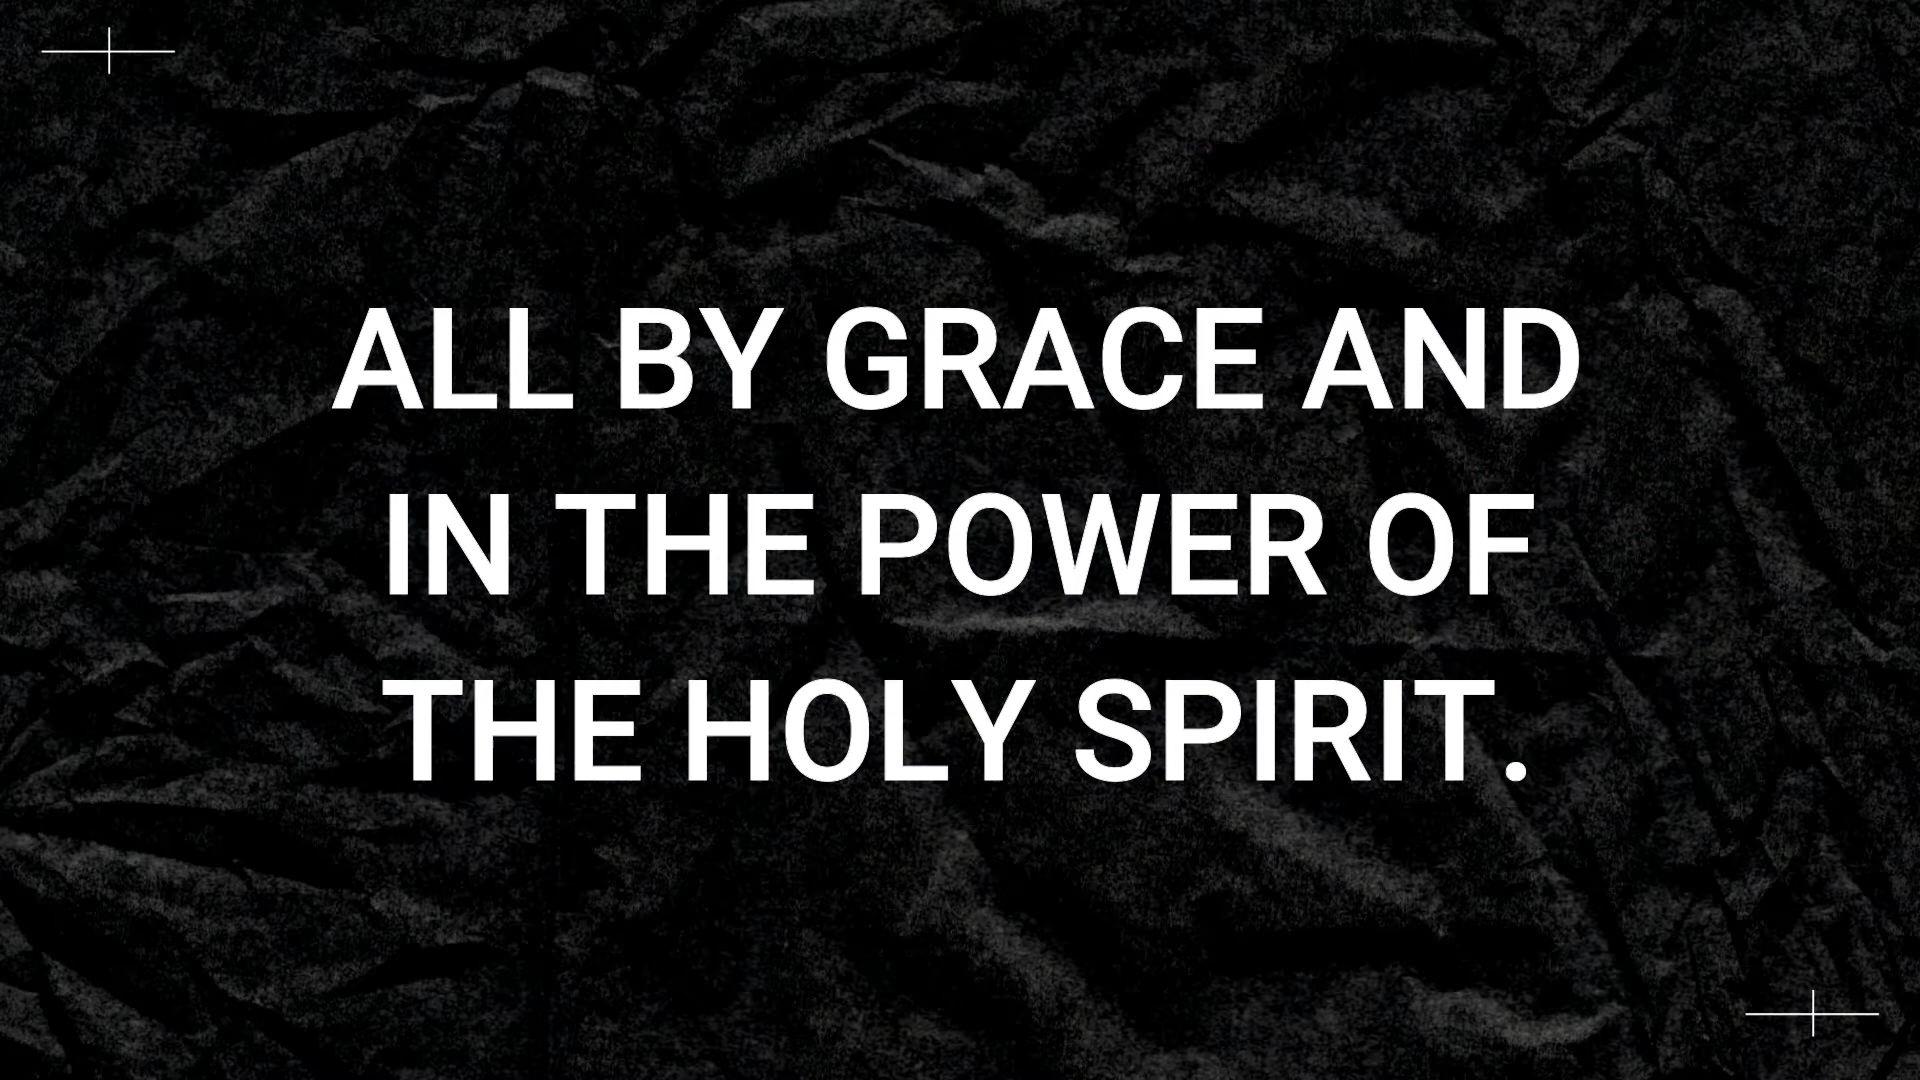 ALL BY GRACE AND
IN THE POWER OF
THE HOLY SPIRIT.